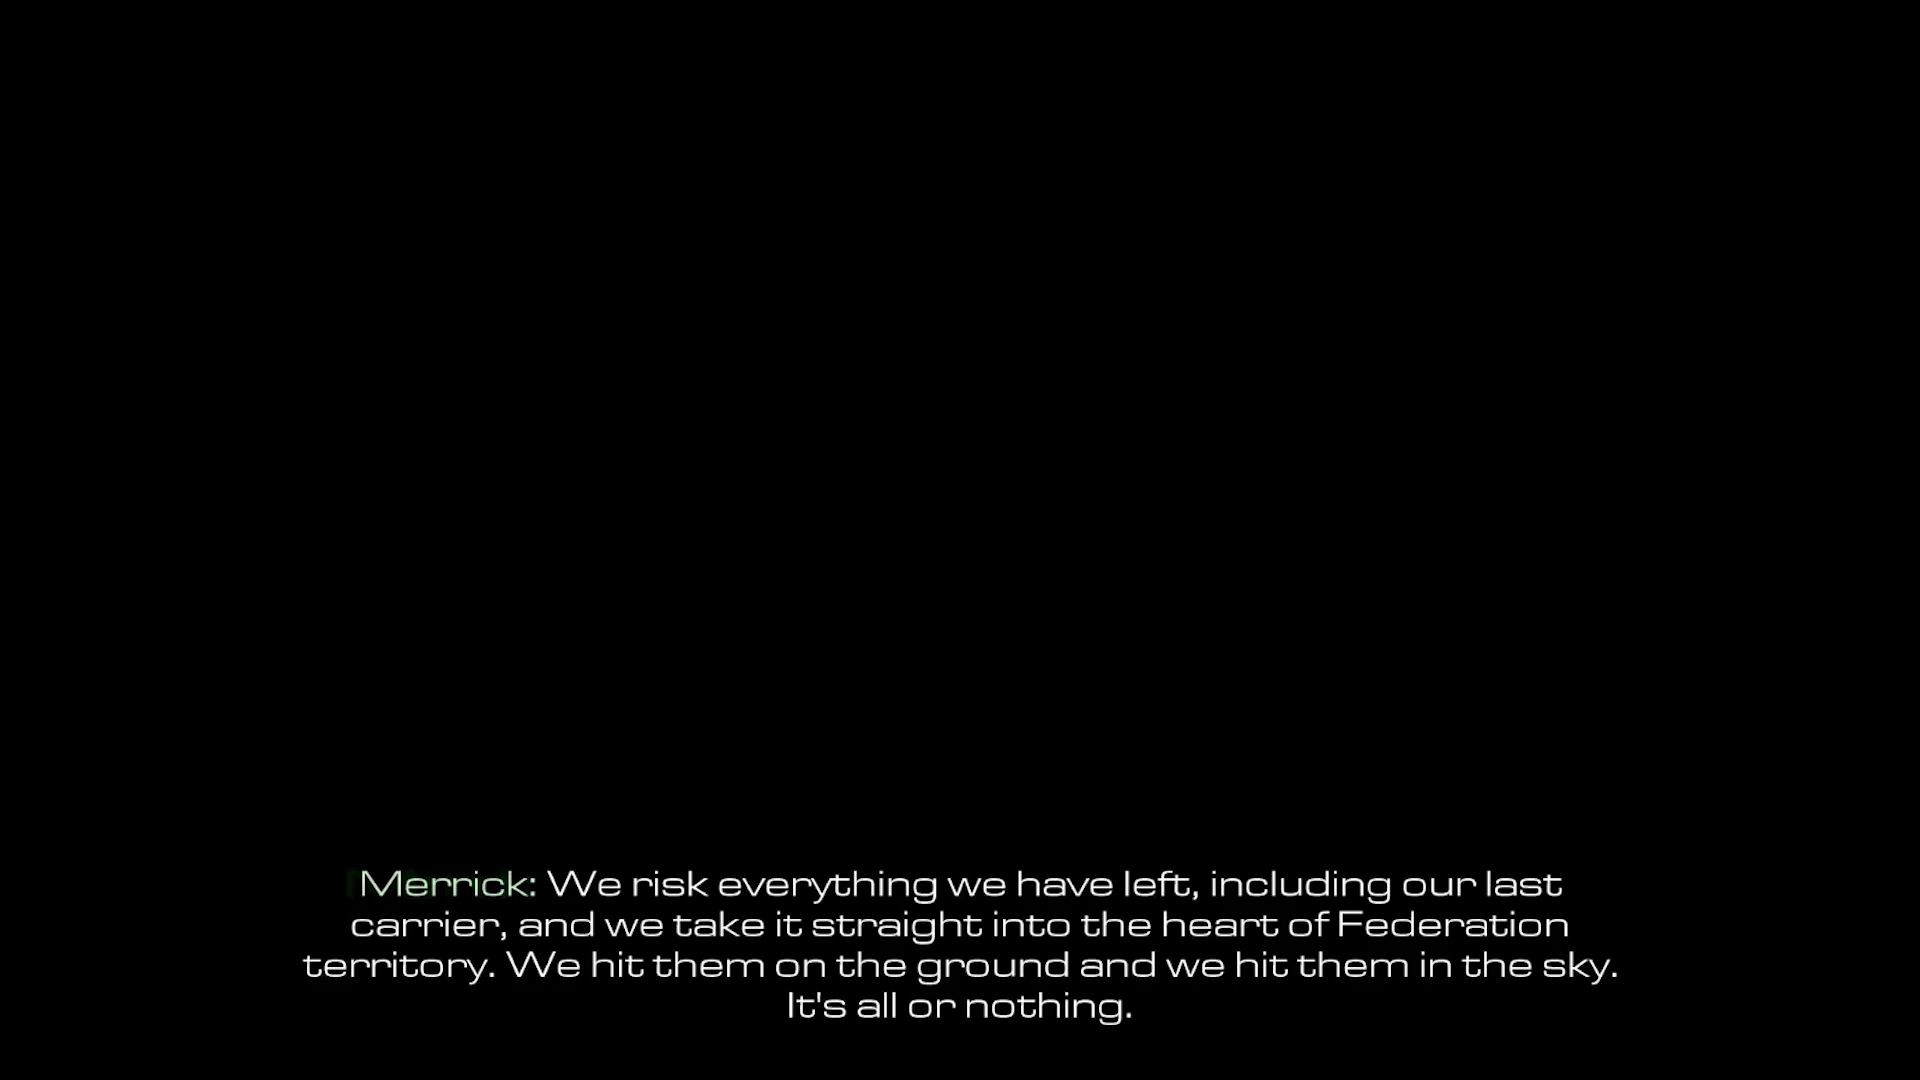 Merrick: We risk everything we have left, including our last
carrier, and we take it straight into the heart of Federation
territory. We hit them on the ground and we hit them in the sky.
It's all or nothing.